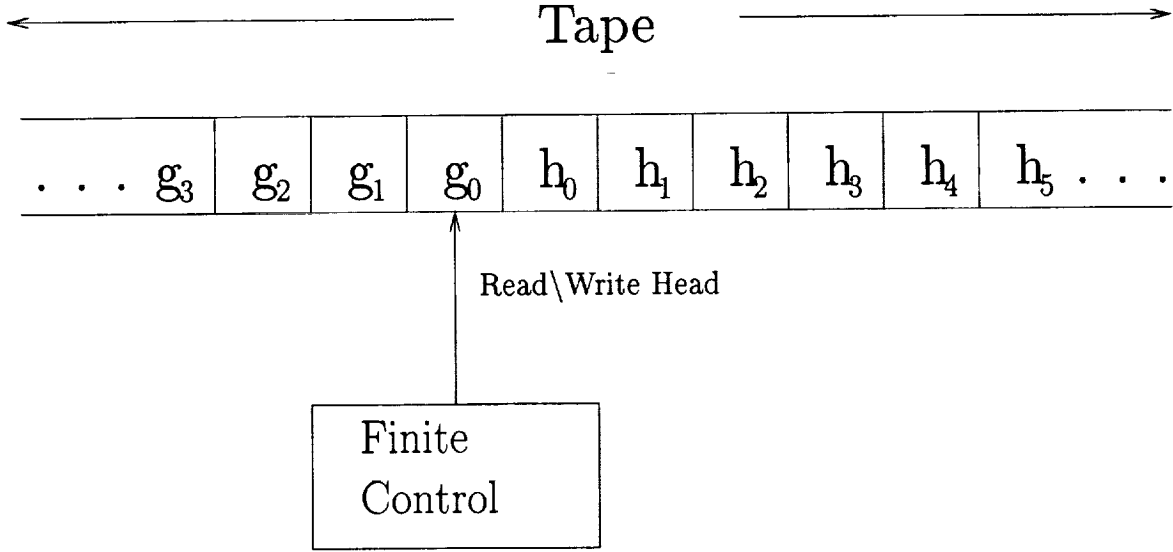 Tape
. . . g₃ g₂ g₁ g₀ h₀ h₁ h₂ h₃ h₄ h₅ . . .
Read\Write Head
Finite
Control